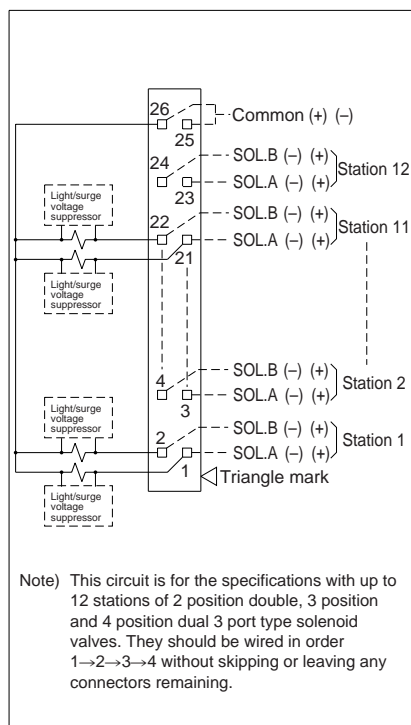 26
Common (+) (–)
25
24
SOL.B (–) (+)
Station 12
SOL.A (–) (+)
23
Light/surge
voltage
suppressor
22
SOL.B (–) (+)
Station 11
SOL.A (–) (+)
21
Light/surge
voltage
suppressor
4
SOL.B (–) (+)
Station 2
SOL.A (–) (+)
3
Light/surge
voltage
suppressor
2
SOL.B (–) (+)
Station 1
SOL.A (–) (+)
1
Triangle mark
Light/surge
voltage
suppressor
Note) This circuit is for the specifications with up to
12 stations of 2 position double, 3 position
and 4 position dual 3 port type solenoid
valves. They should be wired in order
1→2→3→4 without skipping or leaving any
connectors remaining.